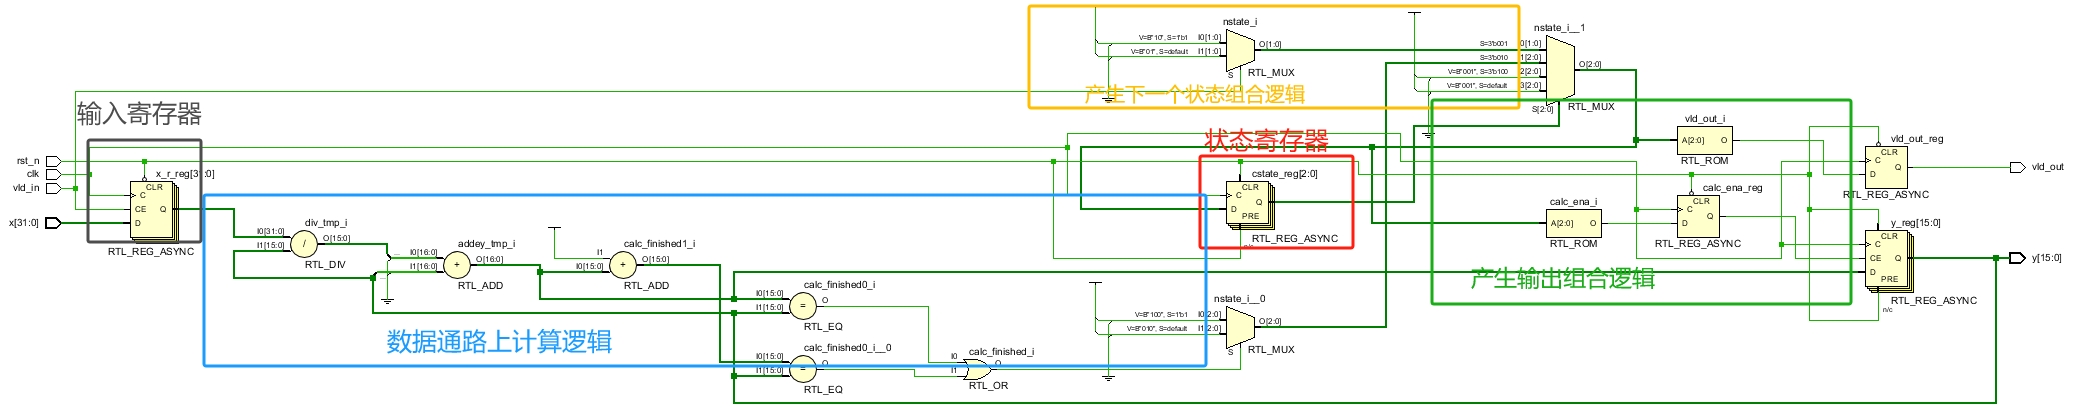 nstate_i
V=B"10", S=1'b1
I0[1:0]
V=B"01", S=default
I1[1:0]
O[1:0]
S
RTL_MUX
产生下一个状态组合逻辑
nstate_i__1
S=3'b001
0[1:0]
S=3'b010
1[2:0]
V=B"001", S=3'b100
2[2:0]
V=B"001", S=default
3[2:0]
O[2:0]
S[2:0]
RTL_MUX
输入寄存器
rst_n
clk
vld_in
x[31:0]
x_r_reg[31:0]
CLR
C
CE
Q
D
RTL_REG_ASYNC
状态寄存器
cstate_reg[2:0]
CLR
C
D
Q
PRE
RTL_REG_ASYNC
n/c
vld_out_i
A[2:0]
O
RTL_ROM
vld_out_reg
CLR
C
Q
D
RTL_REG_ASYNC
vld_out
calc_ena_i
A[2:0]
O
RTL_ROM
calc_ena_reg
CLR
C
Q
D
RTL_REG_ASYNC
y_reg[15:0]
CLR
C
CE
Q
D
PRE
RTL_REG_ASYNC
n/c
y[15:0]
产生输出组合逻辑
div_tmp_i
I0[31:0]
I1[15:0]
/
O[15:0]
RTL_DIV
...
...
addey_tmp_i
I0[16:0]
I1[16:0]
+
O[16:0]
RTL_ADD
calc_finished1_i
I1
I0[15:0]
+
O[15:0]
RTL_ADD
calc_finished0_i
I0[15:0]
I1[15:0]
=
O
RTL_EQ
数据通路上计算逻辑
calc_finished0_i__0
I0[15:0]
I1[15:0]
=
O
RTL_EQ
calc_finished_i
I0
I1
O
RTL_OR
nstate_i__0
V=B"100", S=1'b1
I0[2:0]
V=B"010", S=default
I1[2:0]
O[2:0]
S
RTL_MUX